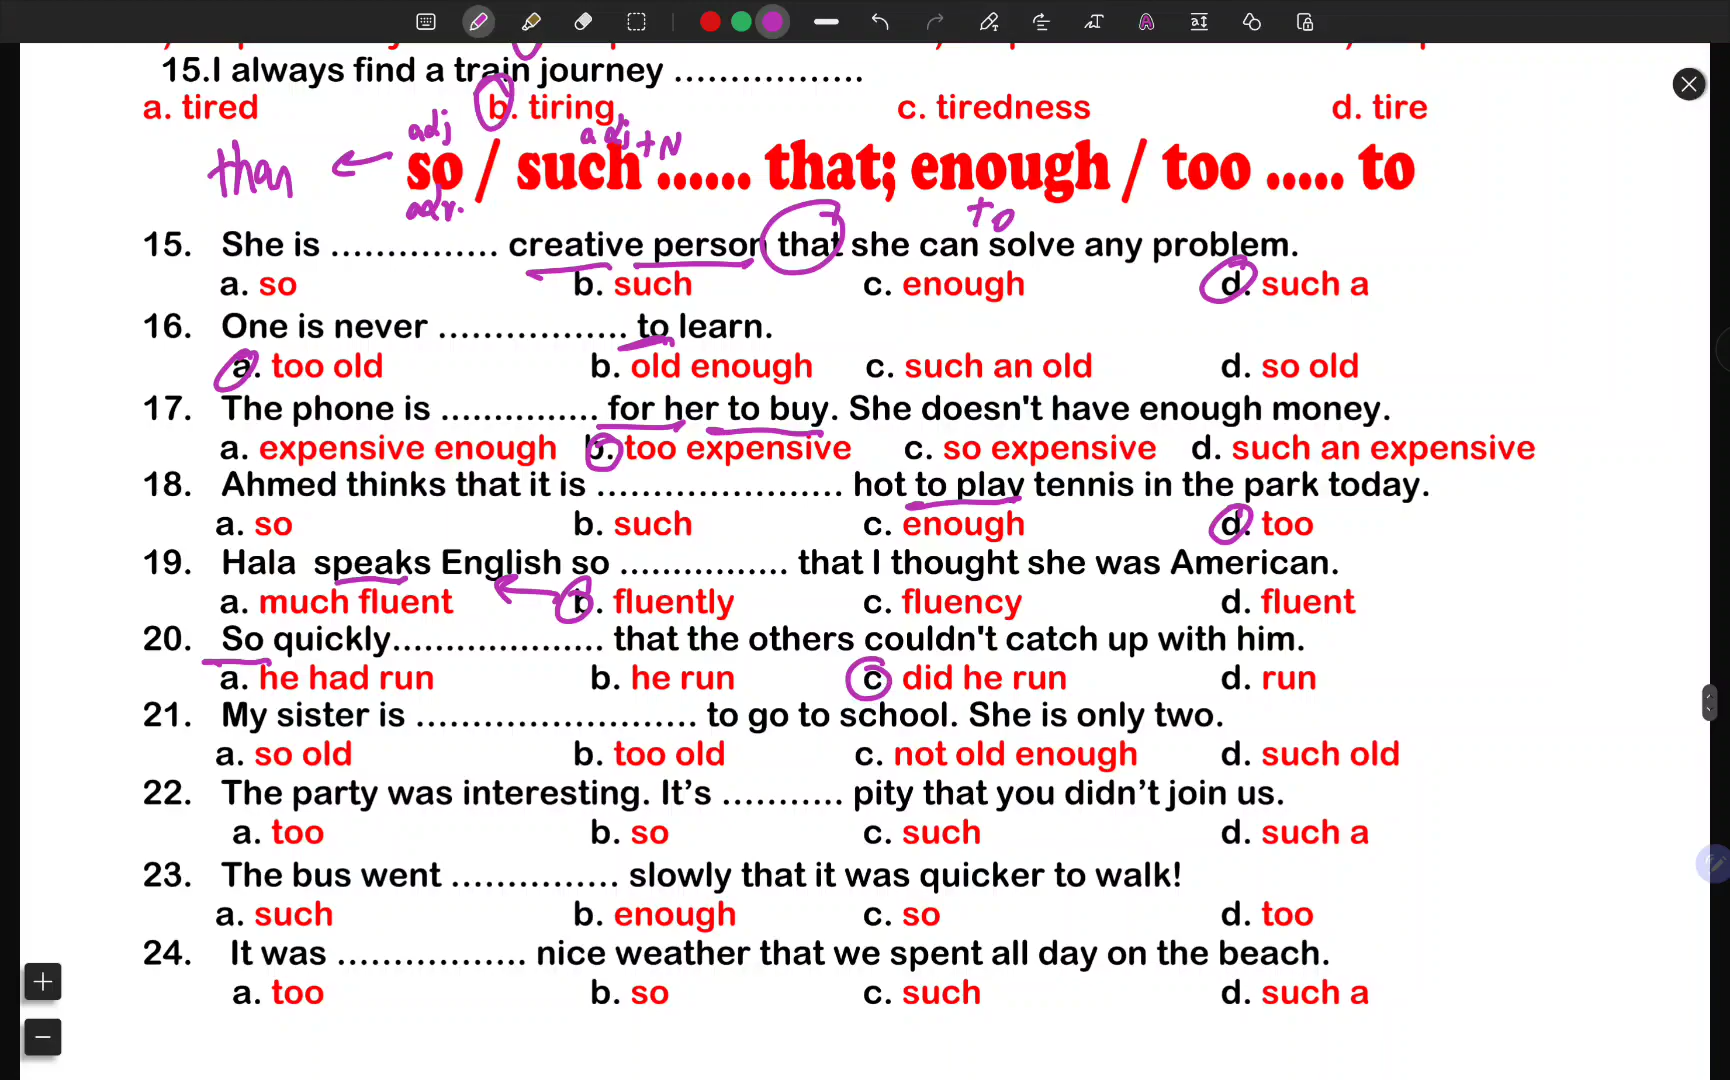 15.I always find a train journey .................
a. tired b. tiring c. tiredness d. tire
adj adj + N
than ← so / such ...... that; enough / too ..... to
adv. to
15. She is ............... creative person that she can solve any problem.
a. so b. such c. enough d. such a
16. One is never ................. to learn.
a. too old b. old enough c. such an old d. so old
17. The phone is .............. for her to buy. She doesn't have enough money.
a. expensive enough b. too expensive c. so expensive d. such an expensive
18. Ahmed thinks that it is ...................... hot to play tennis in the park today.
a. so b. such c. enough d. too
19. Hala speaks English so ............... that I thought she was American.
a. much fluent b. fluently c. fluency d. fluent
20. So quickly................... that the others couldn't catch up with him.
a. he had run b. he run c. did he run d. run
21. My sister is ......................... to go to school. She is only two.
a. so old b. too old c. not old enough d. such old
22. The party was interesting. It’s ........... pity that you didn’t join us.
a. too b. so c. such d. such a
23. The bus went ............... slowly that it was quicker to walk!
a. such b. enough c. so d. too
24. It was ................. nice weather that we spent all day on the beach.
a. too b. so c. such d. such a